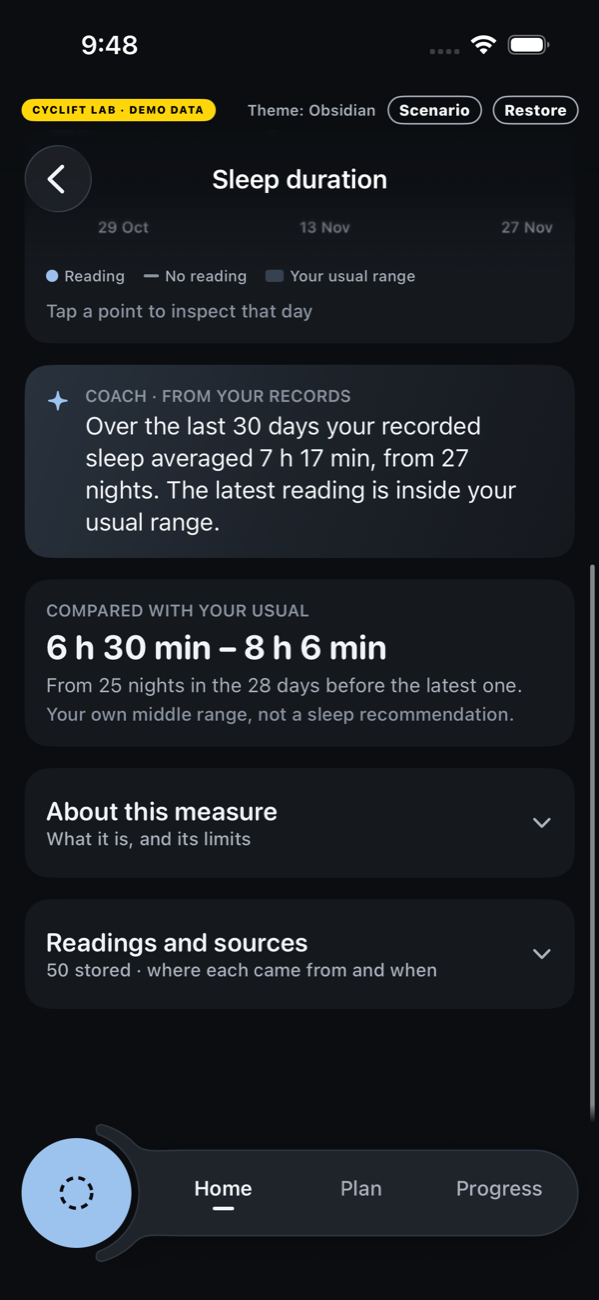 9:48
CYCLIFT LAB · DEMO DATA
Theme: Obsidian
Scenario
Restore
Sleep duration
29 Oct
13 Nov
27 Nov
Reading
No reading
Your usual range
Tap a point to inspect that day
COACH · FROM YOUR RECORDS
Over the last 30 days your recorded
sleep averaged 7 h 17 min, from 27
nights. The latest reading is inside your
usual range.
COMPARED WITH YOUR USUAL
6 h 30 min – 8 h 6 min
From 25 nights in the 28 days before the latest one.
Your own middle range, not a sleep recommendation.
About this measure
What it is, and its limits
Readings and sources
50 stored · where each came from and when
Home
Plan
Progress